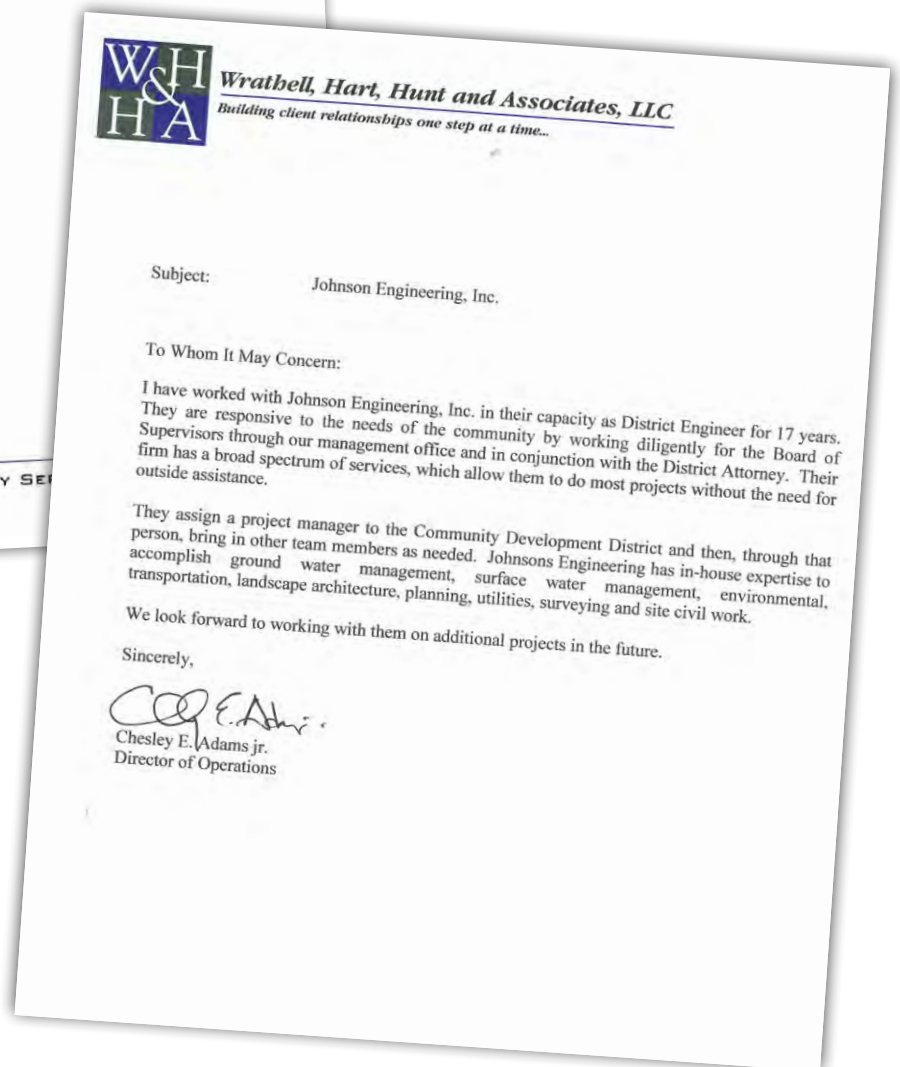 W H
&
H A
Wrathell, Hart, Hunt and Associates, LLC
Building client relationships one step at a time...
Subject: Johnson Engineering, Inc.
To Whom It May Concern:
I have worked with Johnson Engineering, Inc. in their capacity as District Engineer for 17 years.
They are responsive to the needs of the community by working diligently for the Board of
Supervisors through our management office and in conjunction with the District Attorney. Their
firm has a broad spectrum of services, which allow them to do most projects without the need for
outside assistance.
They assign a project manager to the Community Development District and then, through that
person, bring in other team members as needed. Johnsons Engineering has in-house expertise to
accomplish ground water management, surface water management, environmental,
transportation, landscape architecture, planning, utilities, surveying and site civil work.
We look forward to working with them on additional projects in the future.
Sincerely,
Chesley E. Adams jr.
Director of Operations